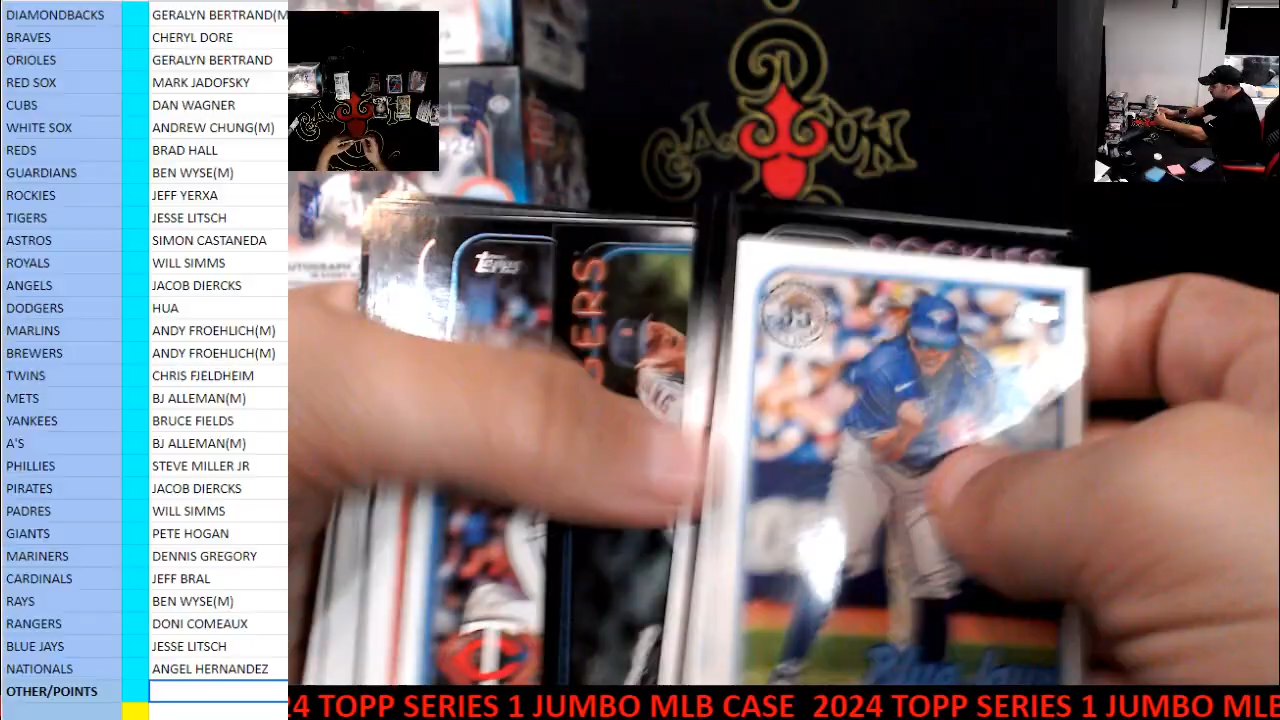 DIAMONDBACKS GERALYN BERTRAND(M
BRAVES CHERYL DORE
ORIOLES GERALYN BERTRAND
RED SOX MARK JADOFSKY
CUBS DAN WAGNER
WHITE SOX ANDREW CHUNG(M)
REDS BRAD HALL
GUARDIANS BEN WYSE(M)
ROCKIES JEFF YERXA
TIGERS JESSE LITSCH
ASTROS SIMON CASTANEDA
ROYALS WILL SIMMS
ANGELS JACOB DIERCKS
DODGERS HUA
MARLINS ANDY FROEHLICH(M)
BREWERS ANDY FROEHLICH(M)
TWINS CHRIS FJELDHEIM
METS BJ ALLEMAN(M)
YANKEES BRUCE FIELDS
A'S BJ ALLEMAN(M)
PHILLIES STEVE MILLER JR
PIRATES JACOB DIERCKS
PADRES WILL SIMMS
GIANTS PETE HOGAN
MARINERS DENNIS GREGORY
CARDINALS JEFF BRAL
RAYS BEN WYSE(M)
RANGERS DONI COMEAUX
BLUE JAYS JESSE LITSCH
NATIONALS ANGEL HERNANDEZ
OTHER/POINTS
CAJUN
Topps
GERS
24 TOPP SERIES 1 JUMBO MLB CASE 2024 TOPP SERIES 1 JUMBO MLB